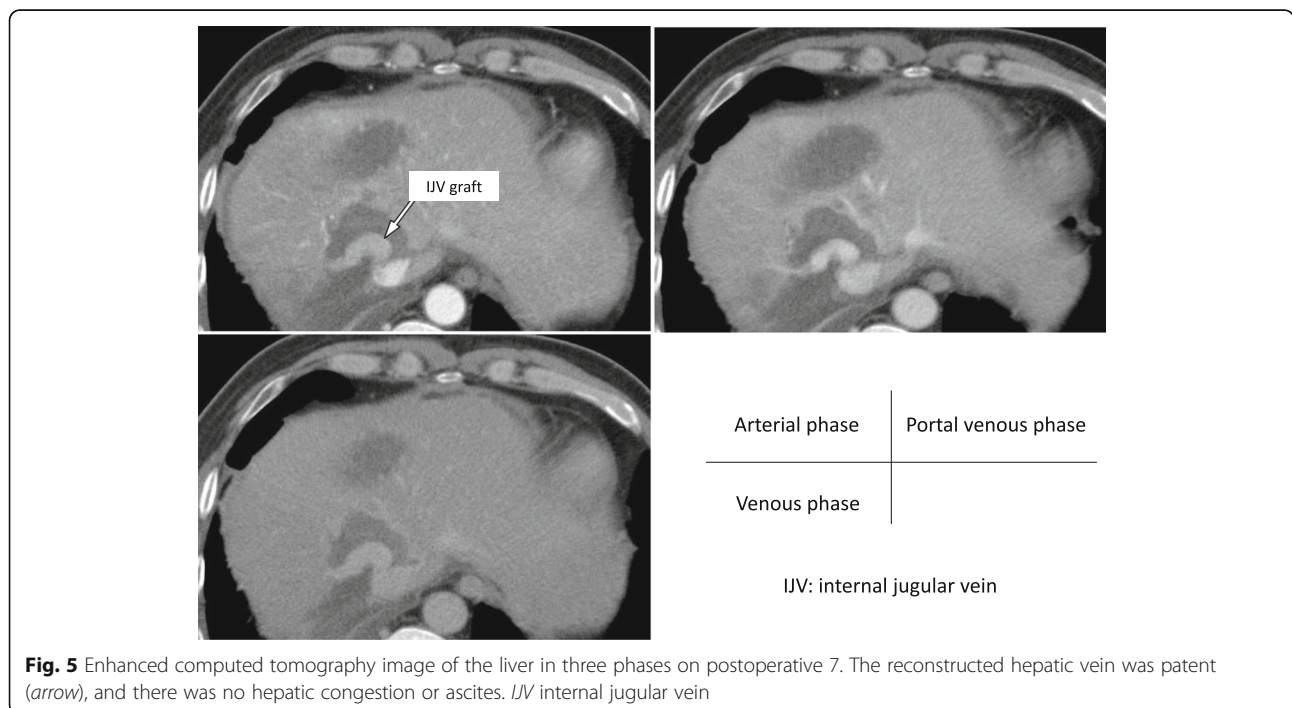 IJV graft
Arterial phase
Portal venous phase
Venous phase
IJV: internal jugular vein
Fig. 5 Enhanced computed tomography image of the liver in three phases on postoperative 7. The reconstructed hepatic vein was patent
(arrow), and there was no hepatic congestion or ascites. IJV internal jugular vein